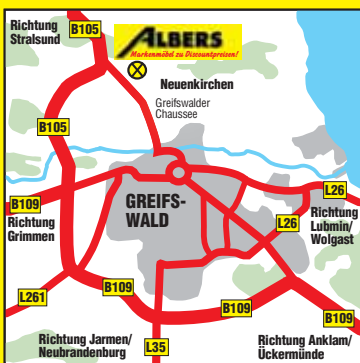 Richtung
Stralsund
B105
ALBERS
Markenmöbel zu Discountpreisen!
Neuenkirchen
Greifswalder
Chaussee
B105
B109
Richtung
Grimmen
GREIFS-
WALD
L26
L26
Richtung
Lubmin/
Wolgast
L261
B109
B109
B109
Richtung Jarmen/
Neubrandenburg
L35
Richtung Anklam/
Ückermünde